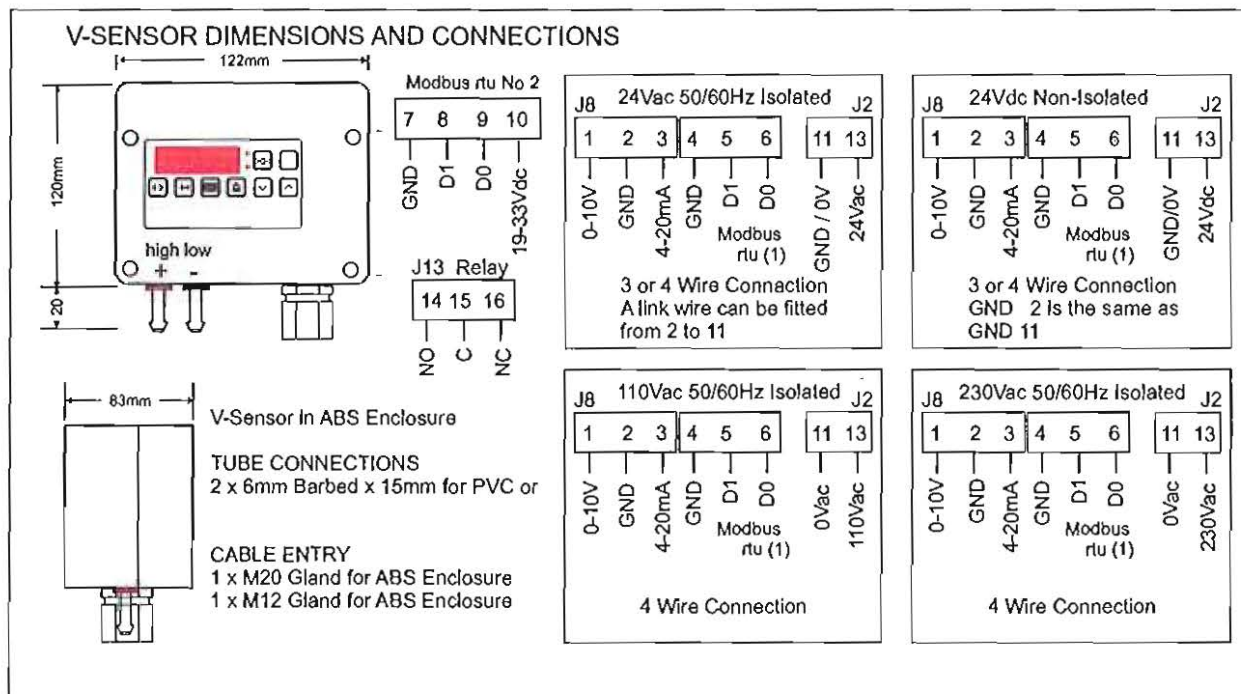 V-SENSOR DIMENSIONS AND CONNECTIONS
122mm
120mm
20
high low
+ -
83mm
Modbus rtu No 2
7 8 9 10
GND D1 D0 19-33Vdc
J13 Relay
14 15 16
NO C NC
V-Sensor in ABS Enclosure
TUBE CONNECTIONS
2 x 6mm Barbed x 15mm for PVC or
CABLE ENTRY
1 x M20 Gland for ABS Enclosure
1 x M12 Gland for ABS Enclosure
24Vac 50/60Hz Isolated
J8 J2
1 2 3 4 5 6 11 13
0-10V GND 4-20mA GND D1 D0 GND / 0V 24Vac
Modbus
rtu (1)
3 or 4 Wire Connection
A link wire can be fitted
from 2 to 11
24Vdc Non-Isolated
J8 J2
1 2 3 4 5 6 11 13
0-10V GND 4-20mA GND D1 D0 GND/0V 24Vdc
Modbus
rtu (1)
3 or 4 Wire Connection
GND 2 Is the same as
GND 11
110Vac 50/60Hz Isolated
J8 J2
1 2 3 4 5 6 11 13
0-10V GND 4-20mA GND D1 D0 0Vac 110Vac
Modbus
rtu (1)
4 Wire Connection
230Vac 50/60Hz Isolated
J8 J2
1 2 3 4 5 6 11 13
0-10V GND 4-20mA GND D1 D0 0Vac 230Vac
Modbus
rtu (1)
4 Wire Connection